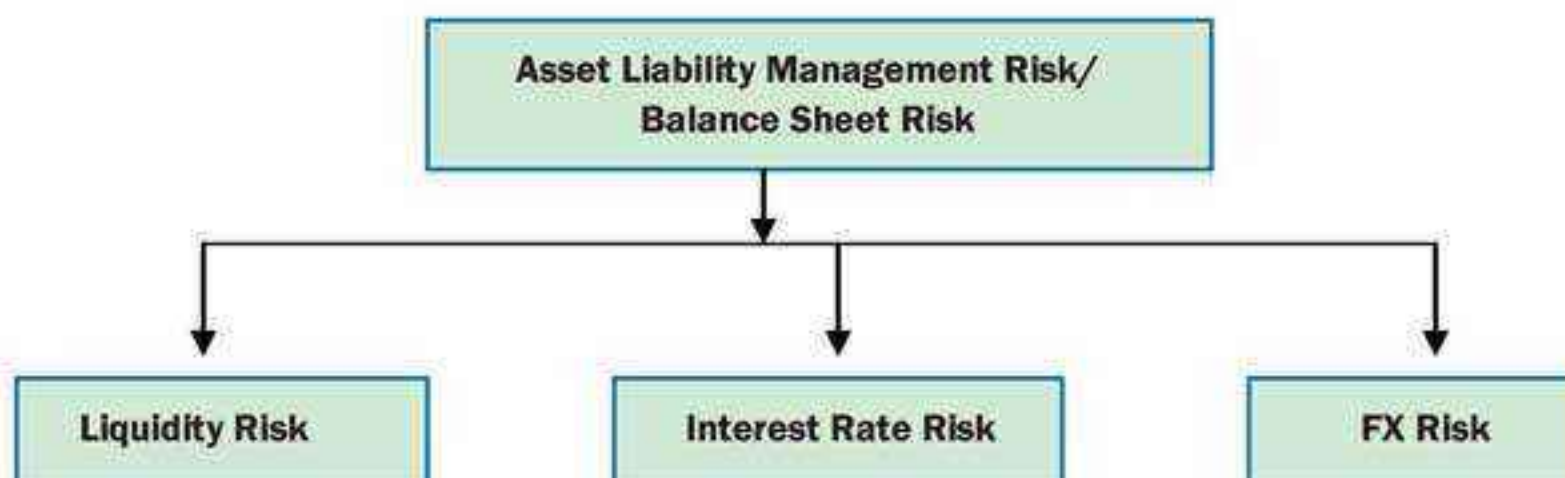 Asset Liability Management Risk/
Balance Sheet Risk
Liquidity Risk
Interest Rate Risk
FX Risk